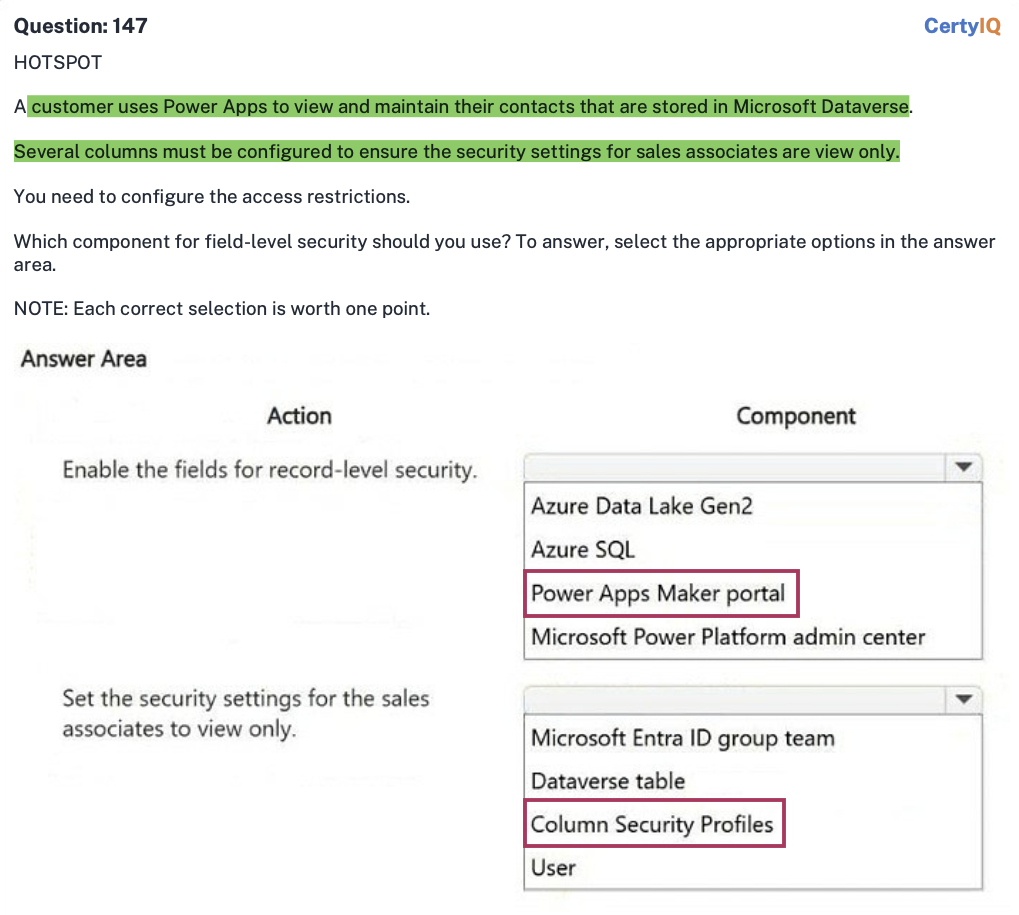 Question: 147
CertyIQ
HOTSPOT
A customer uses Power Apps to view and maintain their contacts that are stored in Microsoft Dataverse.
Several columns must be configured to ensure the security settings for sales associates are view only.
You need to configure the access restrictions.
Which component for field-level security should you use? To answer, select the appropriate options in the answer
area.
NOTE: Each correct selection is worth one point.
Answer Area
Action
Component
Enable the fields for record-level security.
Azure Data Lake Gen2
Azure SQL
Power Apps Maker portal
Microsoft Power Platform admin center
Set the security settings for the sales
associates to view only.
Microsoft Entra ID group team
Dataverse table
Column Security Profiles
User